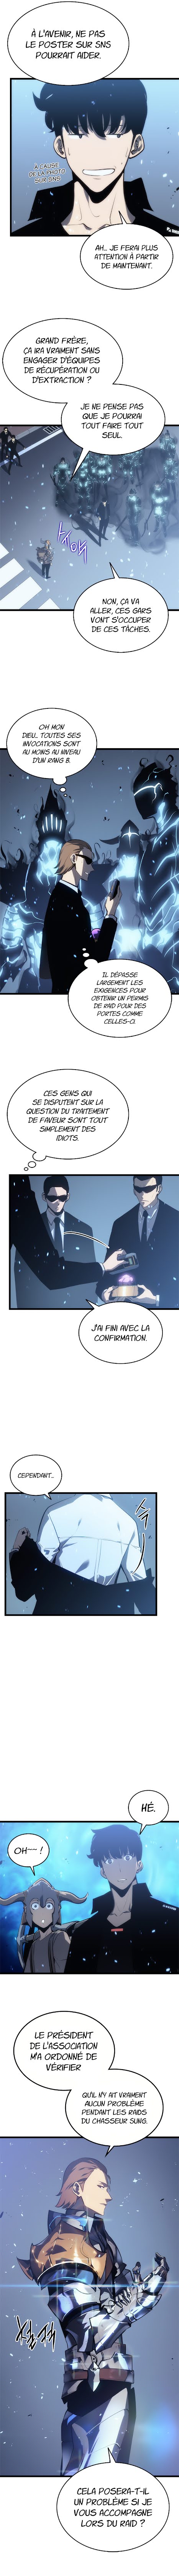 À L'AVENIR, NE PAS
LE POSTER SUR SNS
POURRAIT AIDER.
À CAUSE
DE LA PHOTO
SUR SNS
AH... JE FERAI PLUS
ATTENTION À PARTIR
DE MAINTENANT.
GRAND FRÈRE,
ÇA IRA VRAIMENT SANS
ENGAGER D'ÉQUIPES
DE RÉCUPÉRATION OU
D'EXTRACTION ?
JE NE PENSE PAS
QUE JE POURRAI
TOUT FAIRE TOUT
SEUL.
NON, ÇA VA
ALLER, CES GARS
VONT S'OCCUPER
DE CES TÂCHES.
OH MON
DIEU... TOUTES SES
INVOCATIONS SONT
AU MOINS AU NIVEAU
D'UN RANG B.
IL DÉPASSE
LARGEMENT LES
EXIGENCES POUR
OBTENIR UN PERMIS
DE RAID POUR DES
PORTES COMME
CELLES-CI.
CES GENS QUI
SE DISPUTENT SUR LA
QUESTION DU TRAITEMENT
DE FAVEUR SONT TOUT
SIMPLEMENT DES
IDIOTS.
J'AI FINI AVEC LA
CONFIRMATION.
CEPENDANT...
HÉ.
OH~~~ !
LE PRÉSIDENT
DE L'ASSOCIATION
M'A ORDONNÉ DE
VÉRIFIER
QU'IL N'Y AIT VRAIMENT
AUCUN PROBLÈME
PENDANT LES RAIDS
DU CHASSEUR SUNG.
CELA POSERA-T-IL
UN PROBLÈME SI JE
VOUS ACCOMPAGNE
LORS DU RAID ?